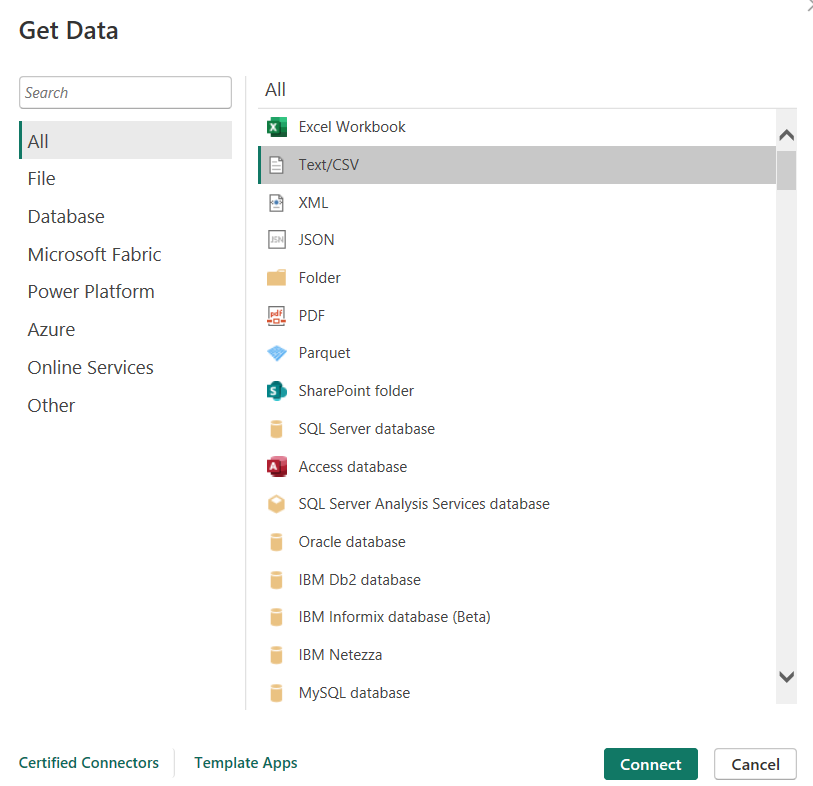 Get Data
Search
All
File
Database
Microsoft Fabric
Power Platform
Azure
Online Services
Other
All
Excel Workbook
Text/CSV
XML
JSON
Folder
PDF
Parquet
SharePoint folder
SQL Server database
Access database
SQL Server Analysis Services database
Oracle database
IBM Db2 database
IBM Informix database (Beta)
IBM Netezza
MySQL database
Certified Connectors
Template Apps
Connect
Cancel